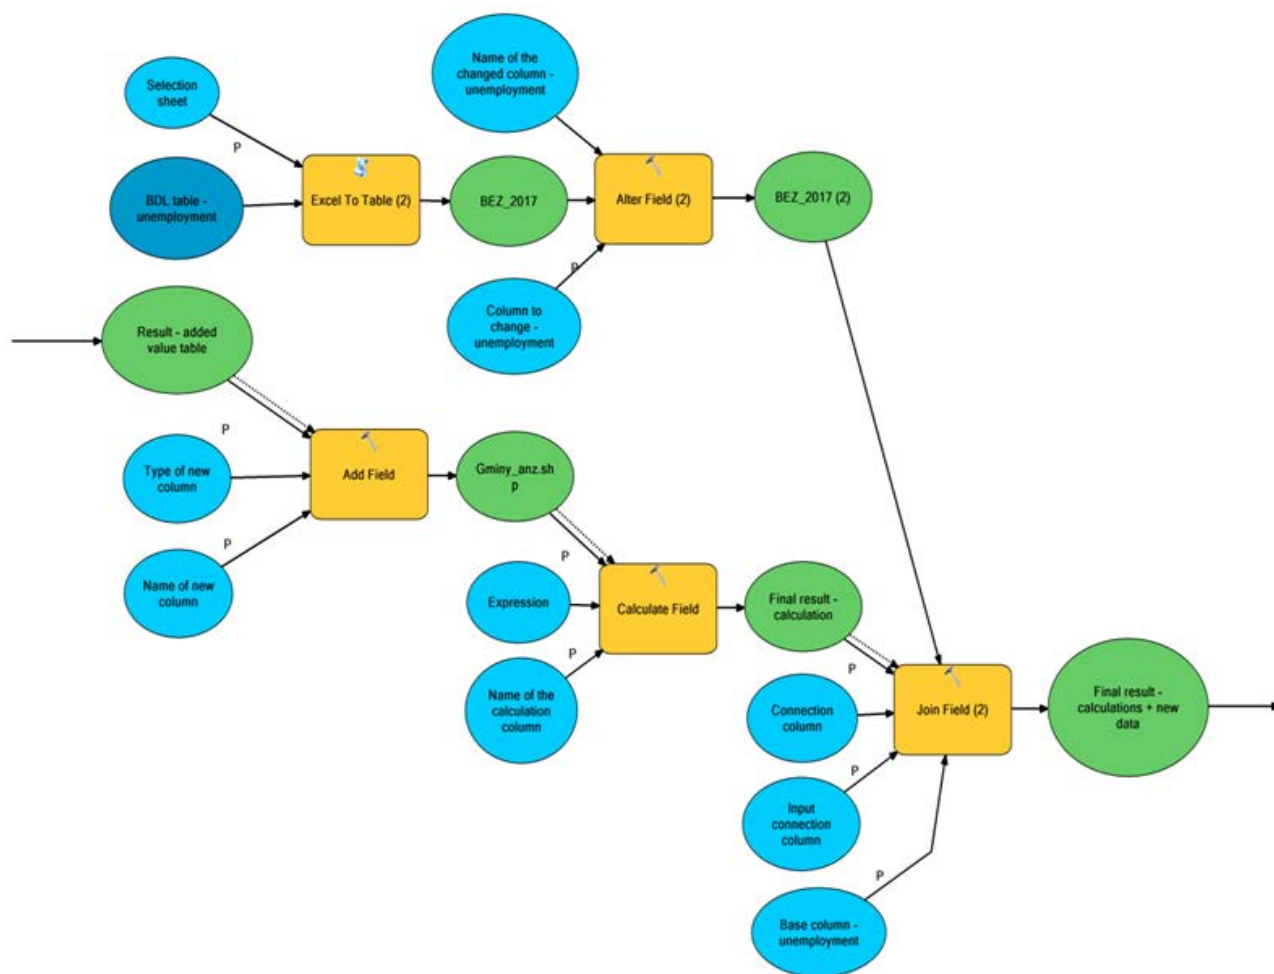 Name of the
changed column -
unemployment
Selection
sheet
P
BDL table -
unemployment
Excel To Table (2)
BEZ_2017
Alter Field (2)
BEZ_2017 (2)
P
Column to
change -
unemployment
Result - added
value table
P
Type of new
column
Add Field
Gminy_anz.sh
p
P
Name of new
column
P
Expression
Calculate Field
Final result -
calculation
P
Name of the
calculation
column
P
Connection
column
Join Field (2)
Final result -
calculations + new
data
P
Input
connection
column
P
Base column -
unemployment